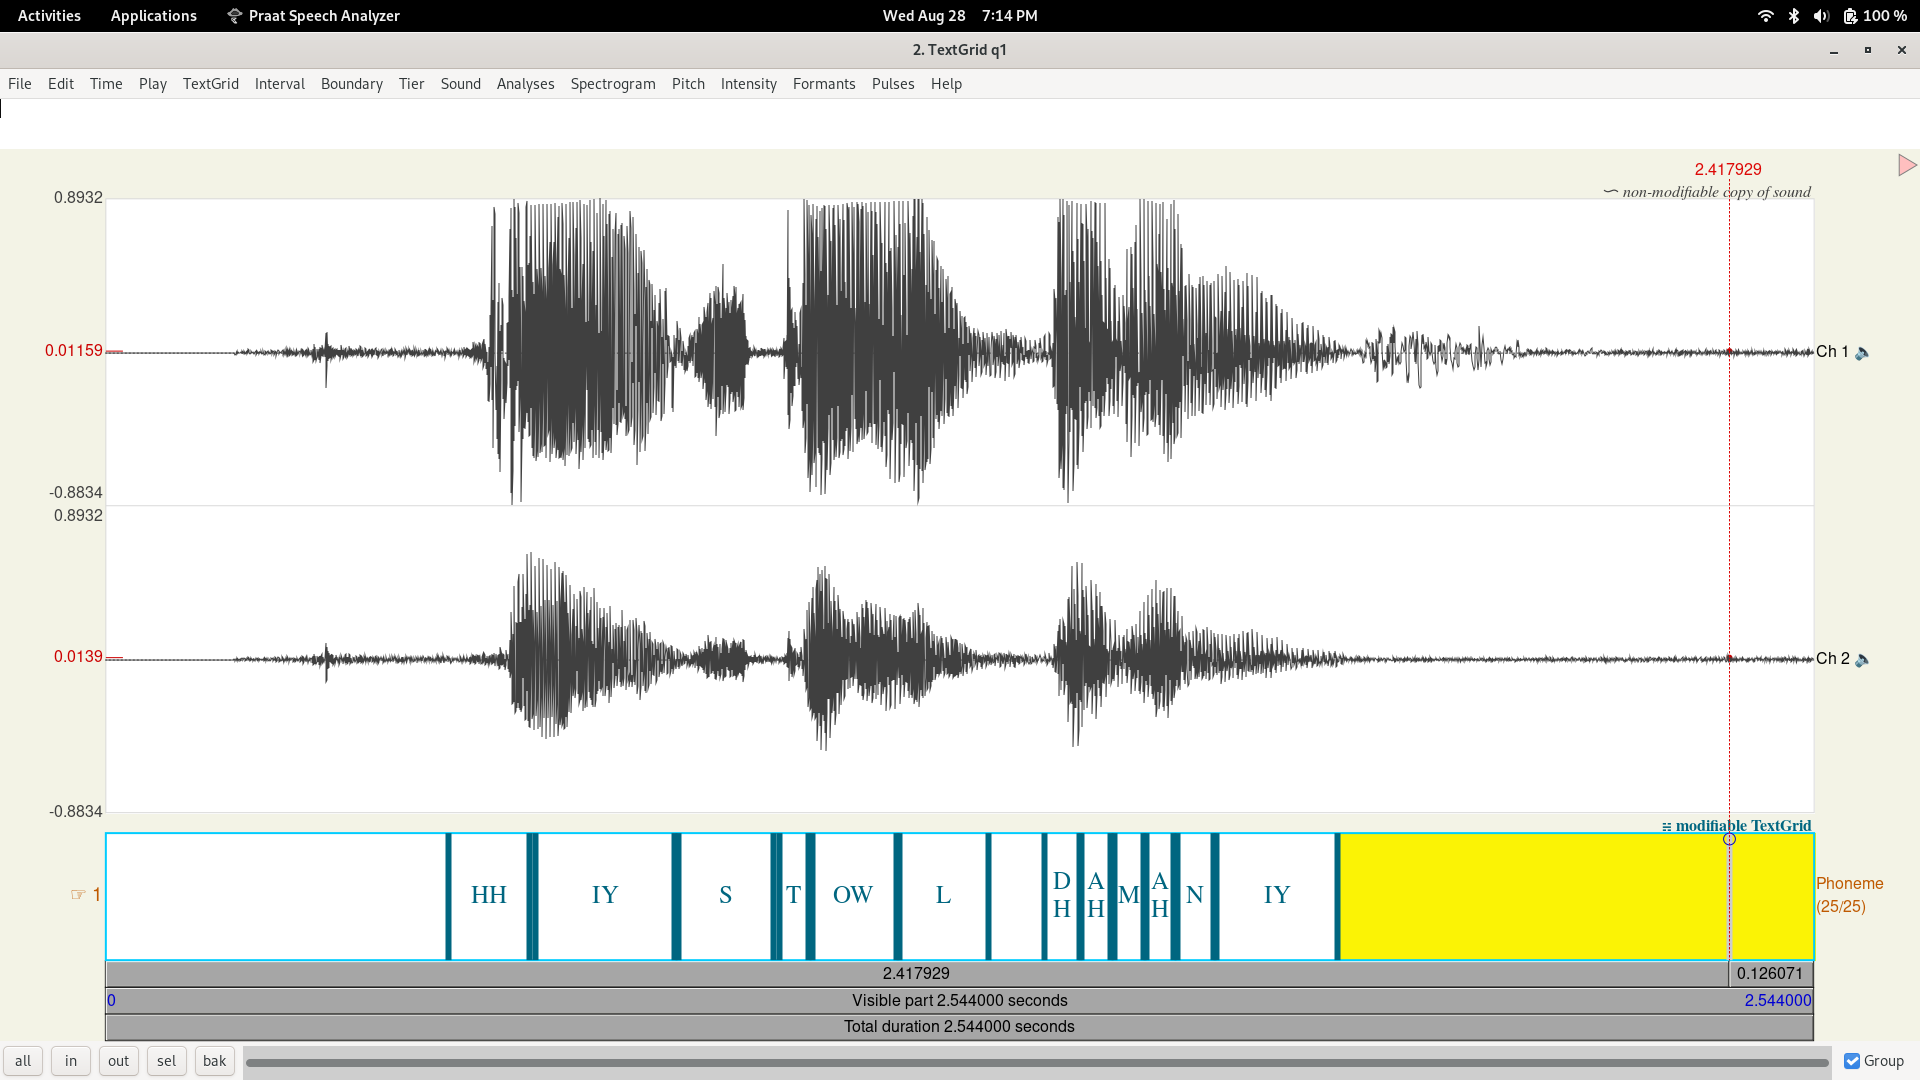 Activities Applications Praat Speech Analyzer Wed Aug 28 7:14 PM 100 %
2. TextGrid q1
File Edit Time Play TextGrid Interval Boundary Tier Sound Analyses Spectrogram Pitch Intensity Formants Pulses Help
2.417929
non-modifiable copy of sound
0.8932
0.01159
Ch 1
-0.8834
0.8932
0.0139
Ch 2
-0.8834
modifiable TextGrid
1 HH IY S T OW L DH AH M AH N IY
Phoneme
(25/25)
2.417929 0.126071
0 Visible part 2.544000 seconds 2.544000
Total duration 2.544000 seconds
all in out sel bak Group